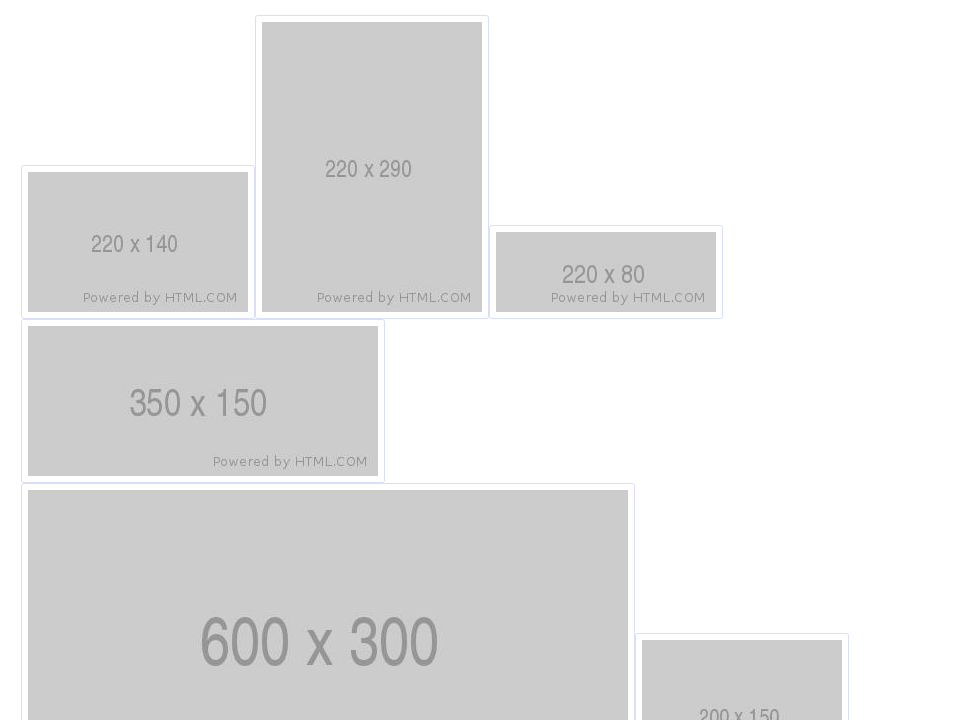 220 x 290
220 x 140
220 x 80
Powered by HTML.COM
Powered by HTML.COM
Powered by HTML.COM
350 x 150
Powered by HTML.COM
600 x 300
200 x 150